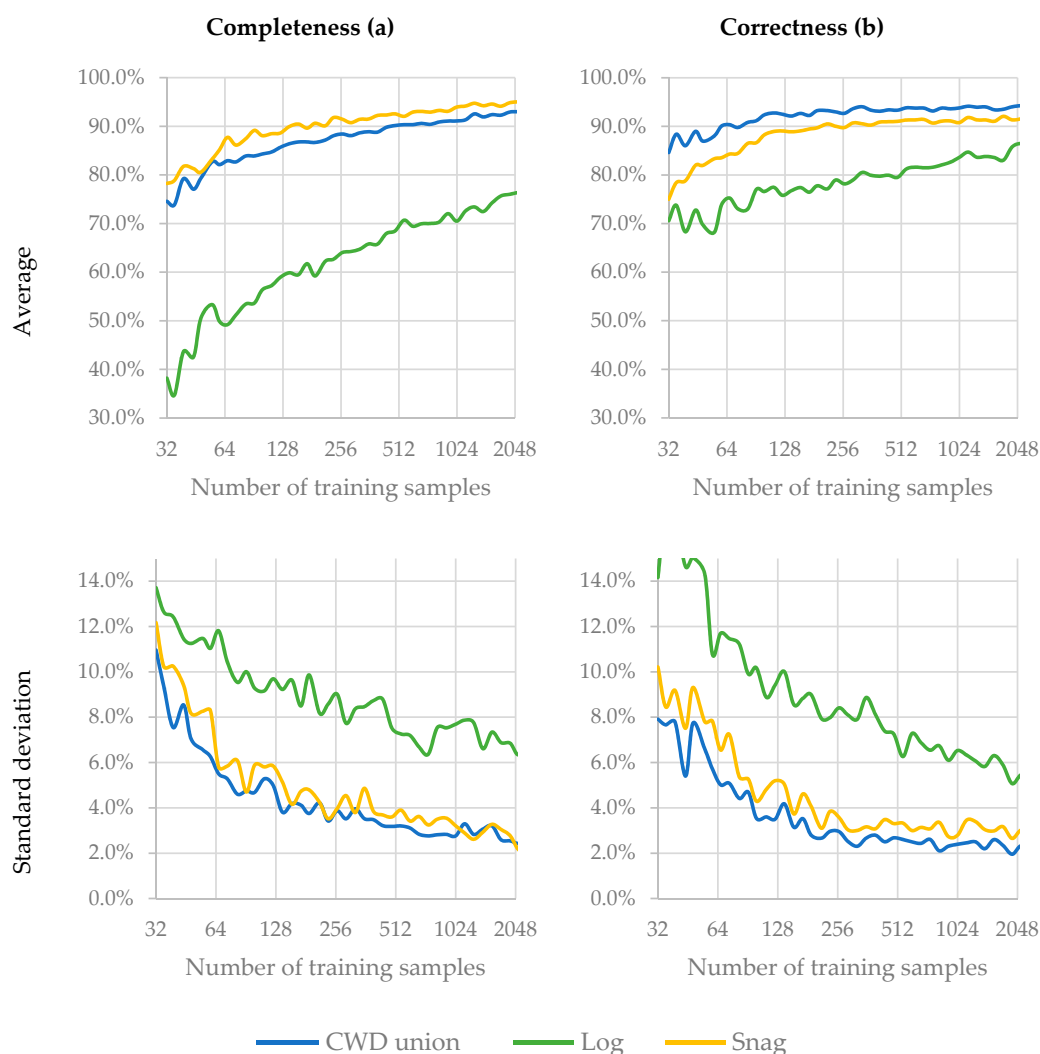 Completeness (a)
Correctness (b)
Average
100.0%
90.0%
80.0%
70.0%
60.0%
50.0%
40.0%
30.0%
32 64 128 256 512 1024 2048
Number of training samples
100.0%
90.0%
80.0%
70.0%
60.0%
50.0%
40.0%
30.0%
32 64 128 256 512 1024 2048
Number of training samples
Standard deviation
14.0%
12.0%
10.0%
8.0%
6.0%
4.0%
2.0%
0.0%
32 64 128 256 512 1024 2048
Number of training samples
14.0%
12.0%
10.0%
8.0%
6.0%
4.0%
2.0%
0.0%
32 64 128 256 512 1024 2048
Number of training samples
CWD union Log Snag